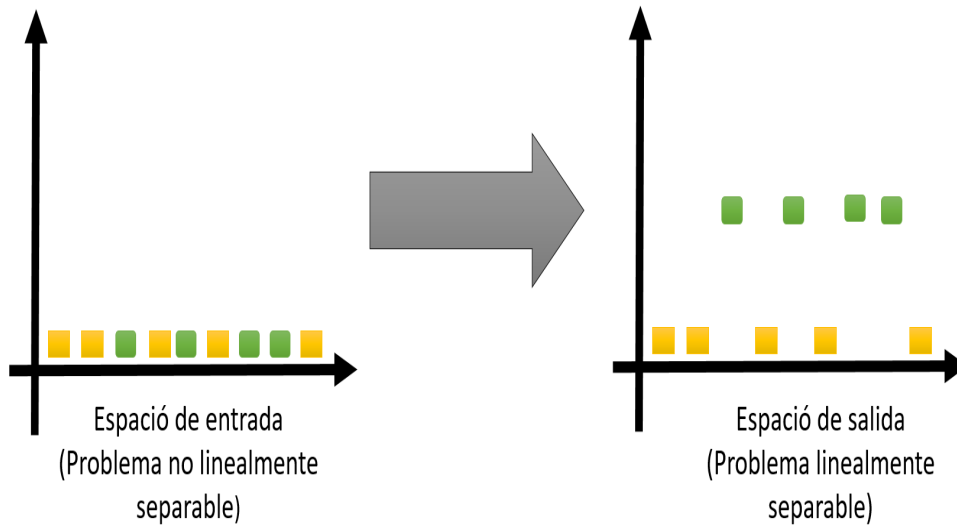 Espació de entrada
(Problema no linealmente
separable)
Espació de salida
(Problema linealmente
separable)